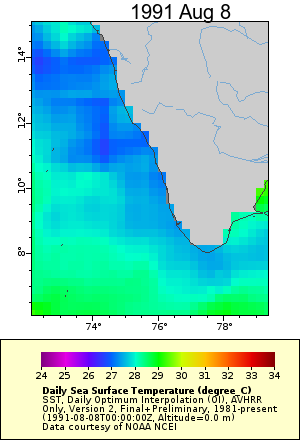 1991 Aug 8
14°
12°
10°
8°
74°
76°
78°
24 25 26 27 28 29 30 31 32 33 34
Daily Sea Surface Temperature (degree_C)
SST, Daily Optimum Interpolation (OI), AVHRR
Only, Version 2, Final+Preliminary, 1981-present
(1991-08-08T00:00:00Z, Altitude=0.0 m)
Data courtesy of NOAA NCEI